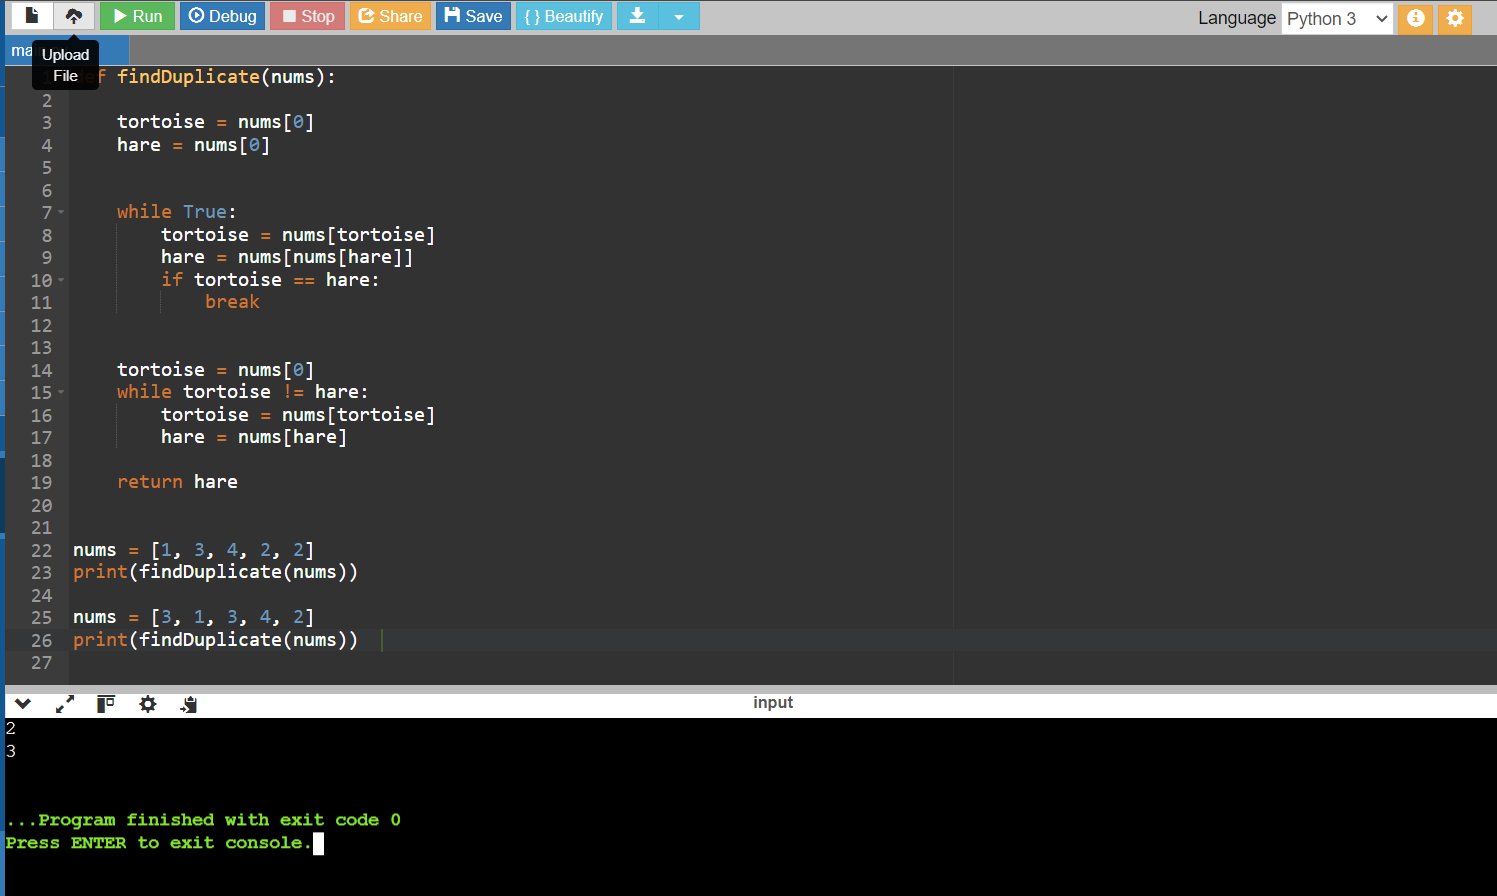 Run Debug Stop Share Save { } Beautify Language Python 3
ma
Upload
File
ef findDuplicate(nums):
2
3 tortoise = nums[0]
4 hare = nums[0]
5
6
7 while True:
8 tortoise = nums[tortoise]
9 hare = nums[nums[hare]]
10 if tortoise == hare:
11 break
12
13
14 tortoise = nums[0]
15 while tortoise != hare:
16 tortoise = nums[tortoise]
17 hare = nums[hare]
18
19 return hare
20
21
22 nums = [1, 3, 4, 2, 2]
23 print(findDuplicate(nums))
24
25 nums = [3, 1, 3, 4, 2]
26 print(findDuplicate(nums))
27
input
2
3
...Program finished with exit code 0
Press ENTER to exit console.